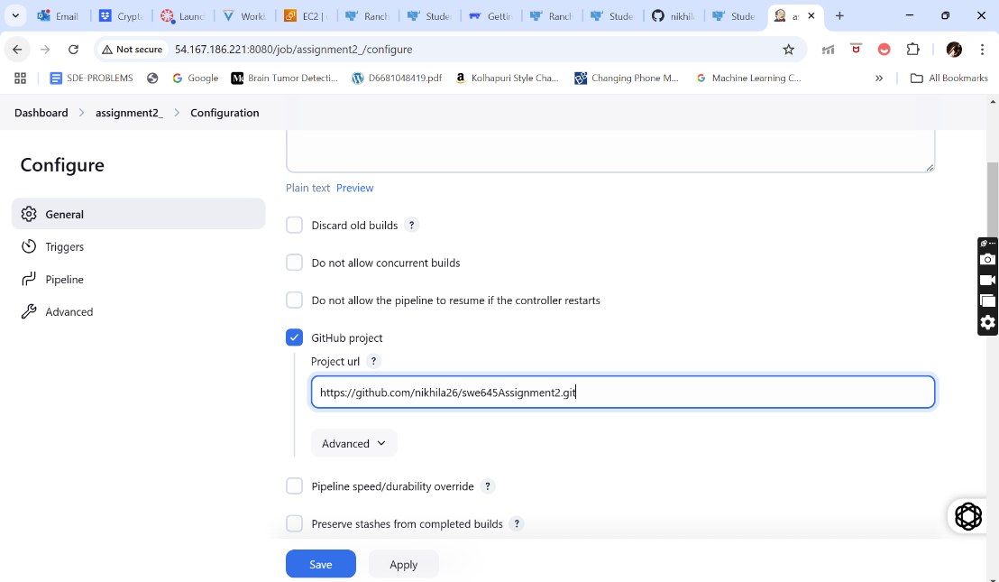 Email
Crypta
Launc
Work
EC2 |
Ranch
Stude
Gettin
Ranch
Stude
nikhila
Stude
Not secure
54.167.186.221:8080/job/assignment2_/configure
SDE-PROBLEMS
Google
Brain Tumor Detecti...
D6681048419.pdf
Kolhapuri Style Cha...
Changing Phone M...
Machine Learning C...
»
All Bookmarks
Dashboard > assignment2_ > Configuration
Configure
General
Triggers
Pipeline
Advanced
Plain text Preview
Discard old builds ?
Do not allow concurrent builds
Do not allow the pipeline to resume if the controller restarts
GitHub project
Project url ?
https://github.com/nikhila26/swe645Assignment2.git
Advanced
Pipeline speed/durability override ?
Preserve stashes from completed builds ?
Save
Apply